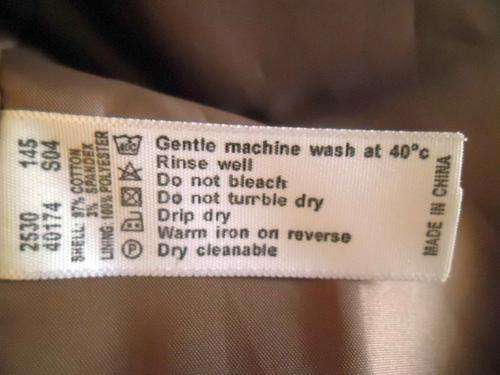 Gentle machine wash at 40°c
Rinse well
Do not bleach
Do not tumble dry
Drip dry
Warm iron on reverse
Dry cleanable
MADE IN CHINA
2530 145
40174 S04
SHELL: 97% COTTON
3% SPANDEX
LINING: 100% POLYESTER
P